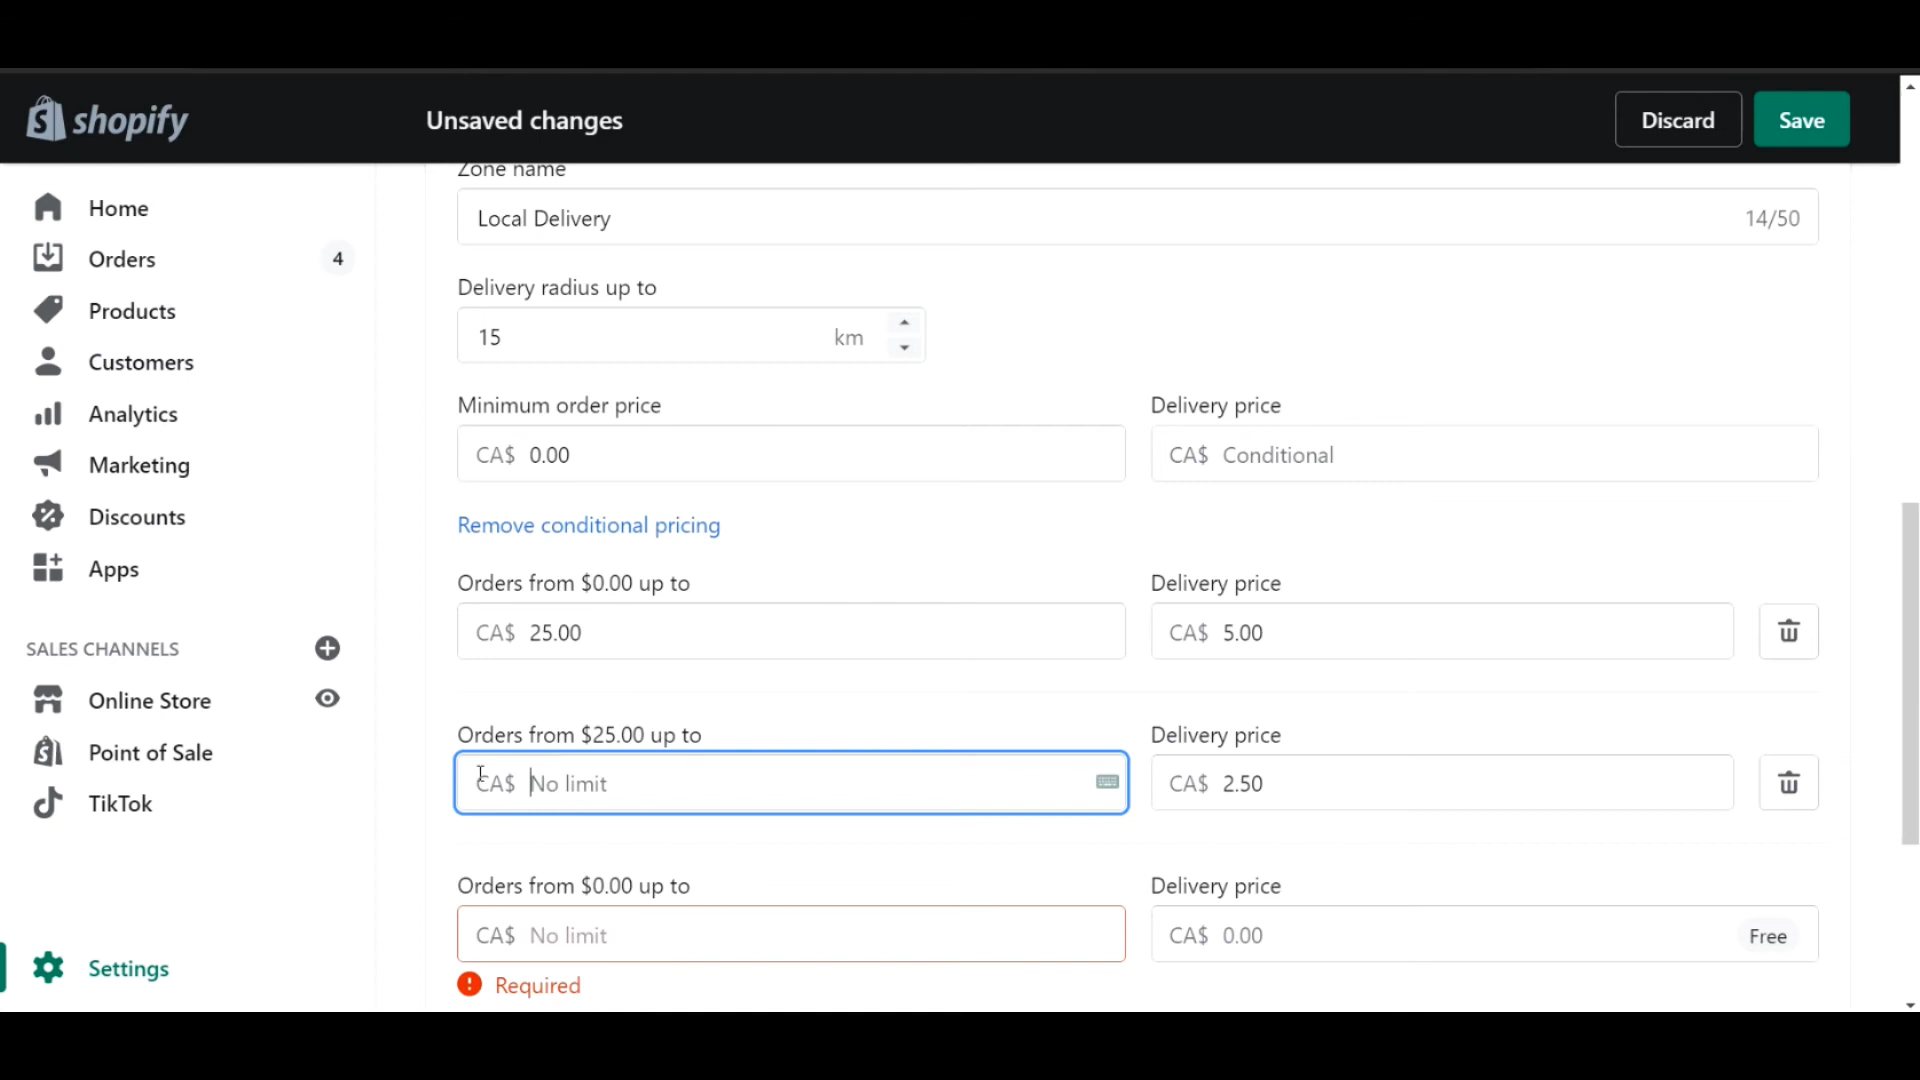 shopify
Unsaved changes
Discard
Save
Home
Orders
4
Products
Customers
Analytics
Marketing
Discounts
Apps
SALES CHANNELS
Online Store
Point of Sale
TikTok
Settings
Zone name
Local Delivery
14/50
Delivery radius up to
15
km
Minimum order price
Delivery price
CA$ 0.00
CA$ Conditional
Remove conditional pricing
Orders from $0.00 up to
Delivery price
CA$ 25.00
CA$ 5.00
Orders from $25.00 up to
Delivery price
CA$ No limit
CA$ 2.50
Orders from $0.00 up to
Delivery price
CA$ No limit
CA$ 0.00
Free
Required